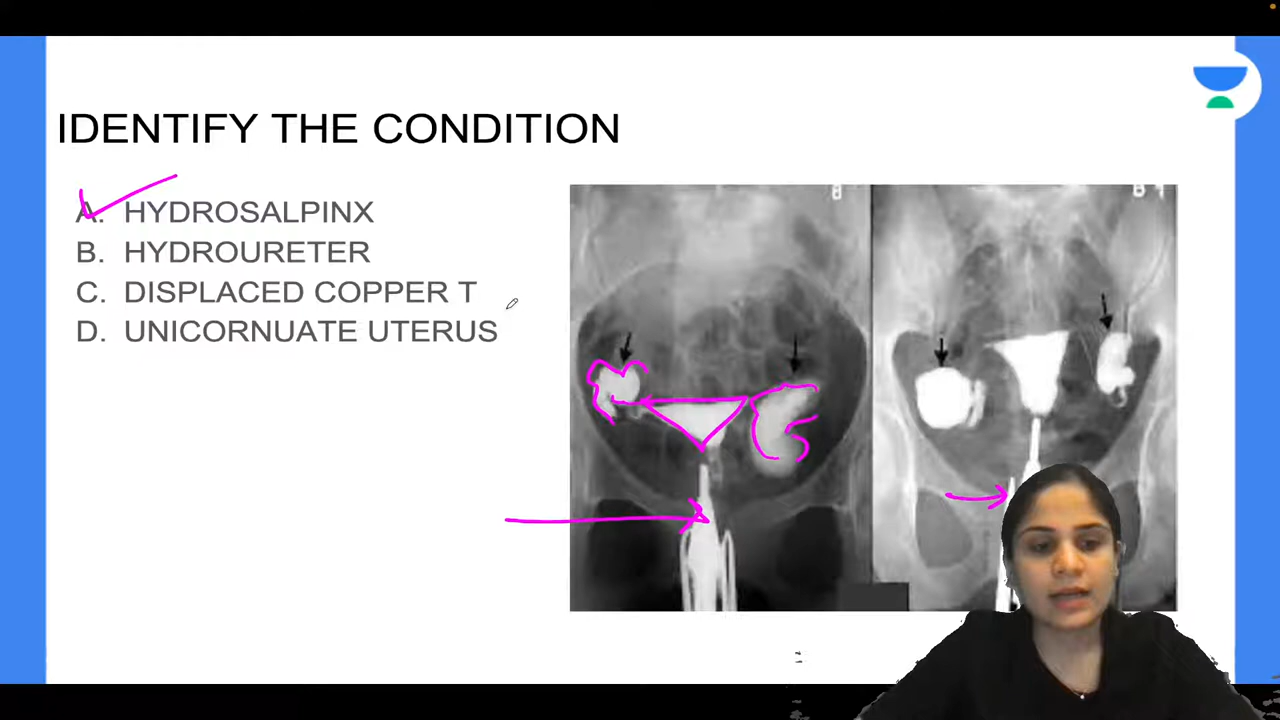 IDENTIFY THE CONDITION
A. HYDROSALPINX
B. HYDROURETER
C. DISPLACED COPPER T
D. UNICORNUATE UTERUS